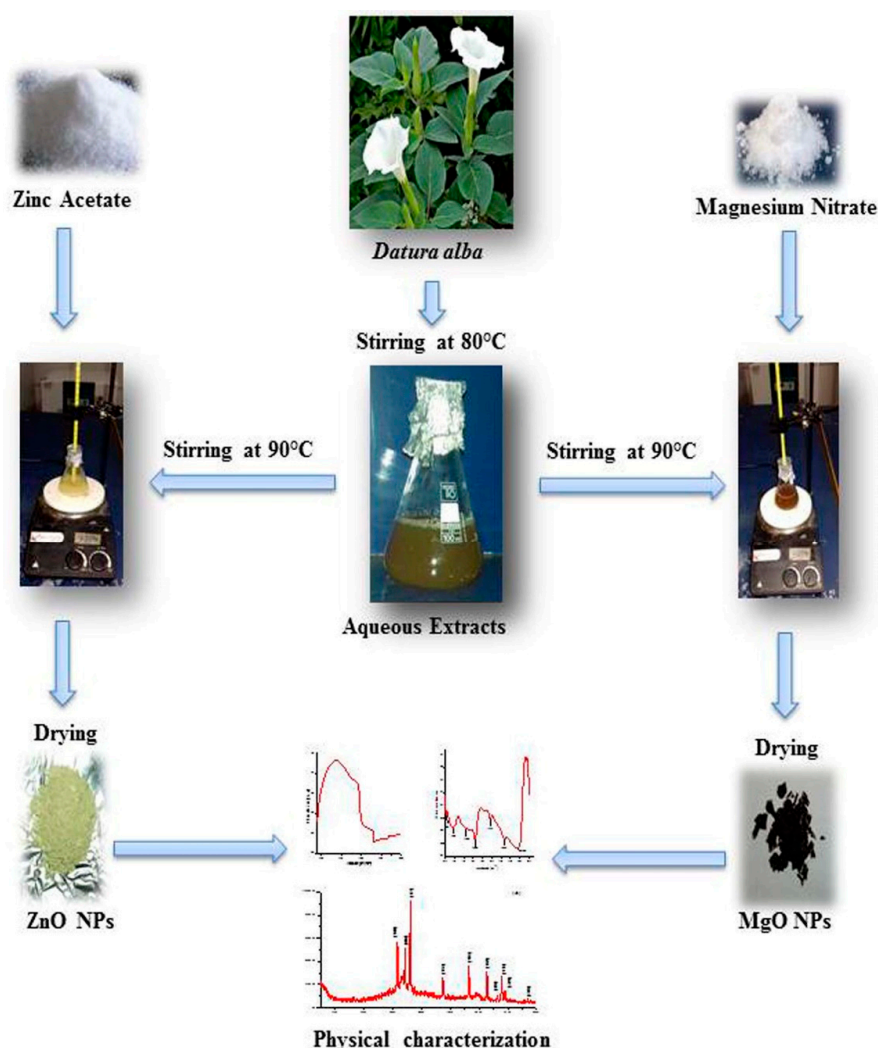 Zinc Acetate
Magnesium Nitrate
Datura alba
Stirring at 80°C
Stirring at 90°C
Stirring at 90°C
Aqueous Extracts
Drying
Drying
ZnO NPs
MgO NPs
Physical characterization